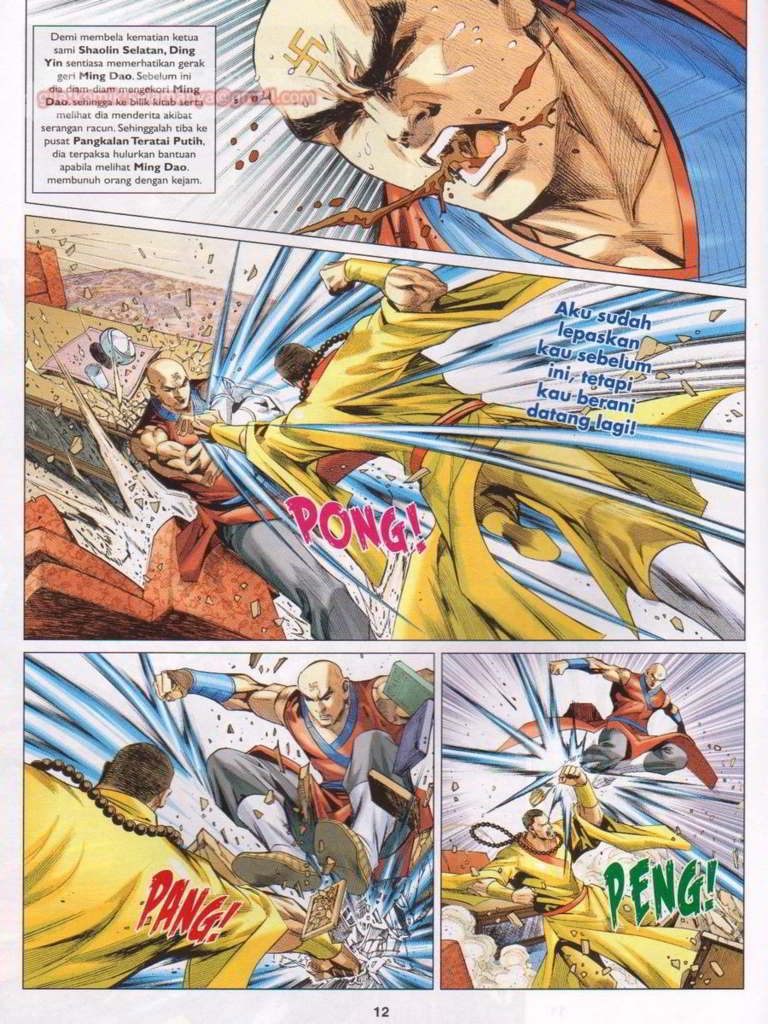 Demi membela kematian ketua
sami Shaolin Selatan, Ding
Yin sentiasa memerhatikan gerak
geri Ming Dao. Sebelum ini
dia diam-diam mengekori Ming
Dao. sehingga ke bilik kitab serta
melihat dia menderita akibat
serangan racun. Sehinggalah tiba ke
pusat Pangkalan Teratai Putih,
dia terpaksa hulurkan bantuan
apabila melihat Ming Dao.
membunuh orang dengan kejam.
Aku sudah
lepaskan
kau sebelum
ini, tetapi
kau berani
datang lagi!
PONG!
PANG!
PENG!
12